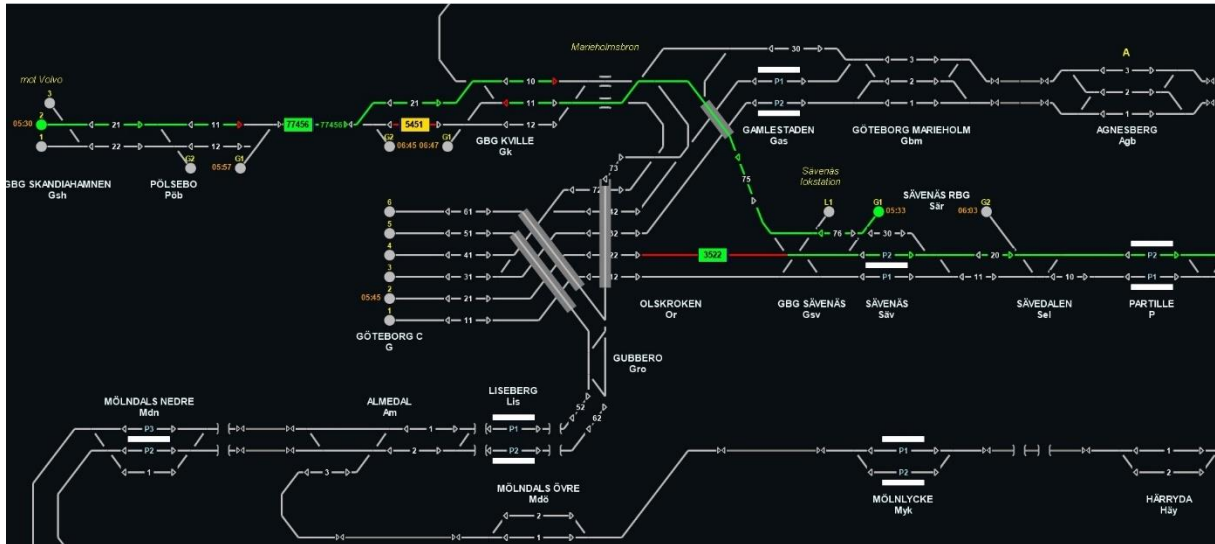 30
Marieholmsbron
A
mot Volvo
3
3
10
P1
3
2
2
21
11
12
P2
1
1
05:30
2
21
11
77456
77456
5451
GAMLESTADEN
Gas
GÖTEBORG MARIEHOLM
Gbm
AGNESBERG
Agb
1
22
12
G2
06:45
06:47
G1
GBG KVILLE
Gk
G2
05:57
G1
GBG SKANDIAHAMNEN
Gsh
PÖLSEBO
Pöb
73
75
Sävenäs
lokstation
72
SÄVENÄS RBG
Sär
6
61
42
L1
G1
05:33
06:03
G2
5
51
32
76
30
4
41
22
3522
P2
20
P2
3
31
12
P1
11
10
P1
05:45
2
21
OLSKROKEN
Or
GBG SÄVENÄS
Gsv
SÄVENÄS
Säv
SÄVEDALEN
Sel
PARTILLE
P
1
11
GÖTEBORG C
G
GUBBERO
Gro
MÖLNDALS NEDRE
Mdn
ALMEDAL
Am
LISEBERG
Lis
52
62
P3
1
P1
P2
2
P2
P1
1
1
3
P2
2
MÖLNDALS ÖVRE
Mdö
MÖLNLYCKE
Myk
HÄRRYDA
Häy
2
1